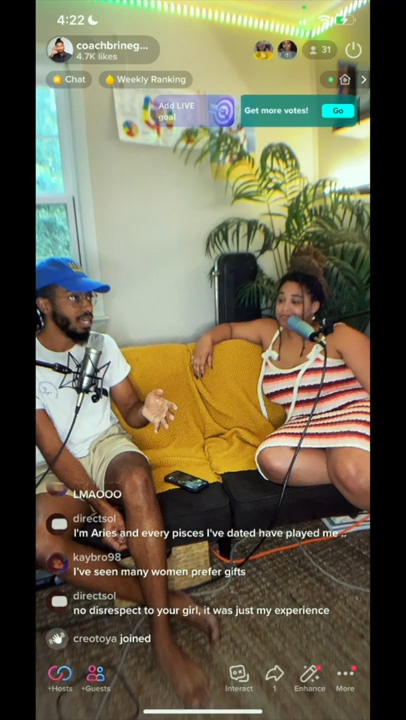 4:22
coachbrineg...
4.7K likes
31
Chat
Weekly Ranking
Add LIVE
goal
Get more votes!
Go
LMAOOO
directsol
I'm Aries and every pisces I've dated have played me ..
kaybro98
I've seen many women prefer gifts
directsol
no disrespect to your girl, it was just my experience
creotoya joined
+Hosts
+Guests
Interact
1
Enhance
More